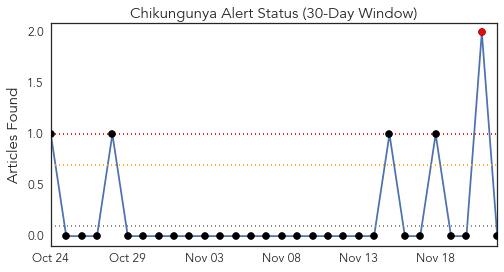 Chikungunya Alert Status (30-Day Window)
Articles Found
2.0
1.5
1.0
0.5
0.0
Oct 24 Oct 29 Nov 03 Nov 08 Nov 13 Nov 18